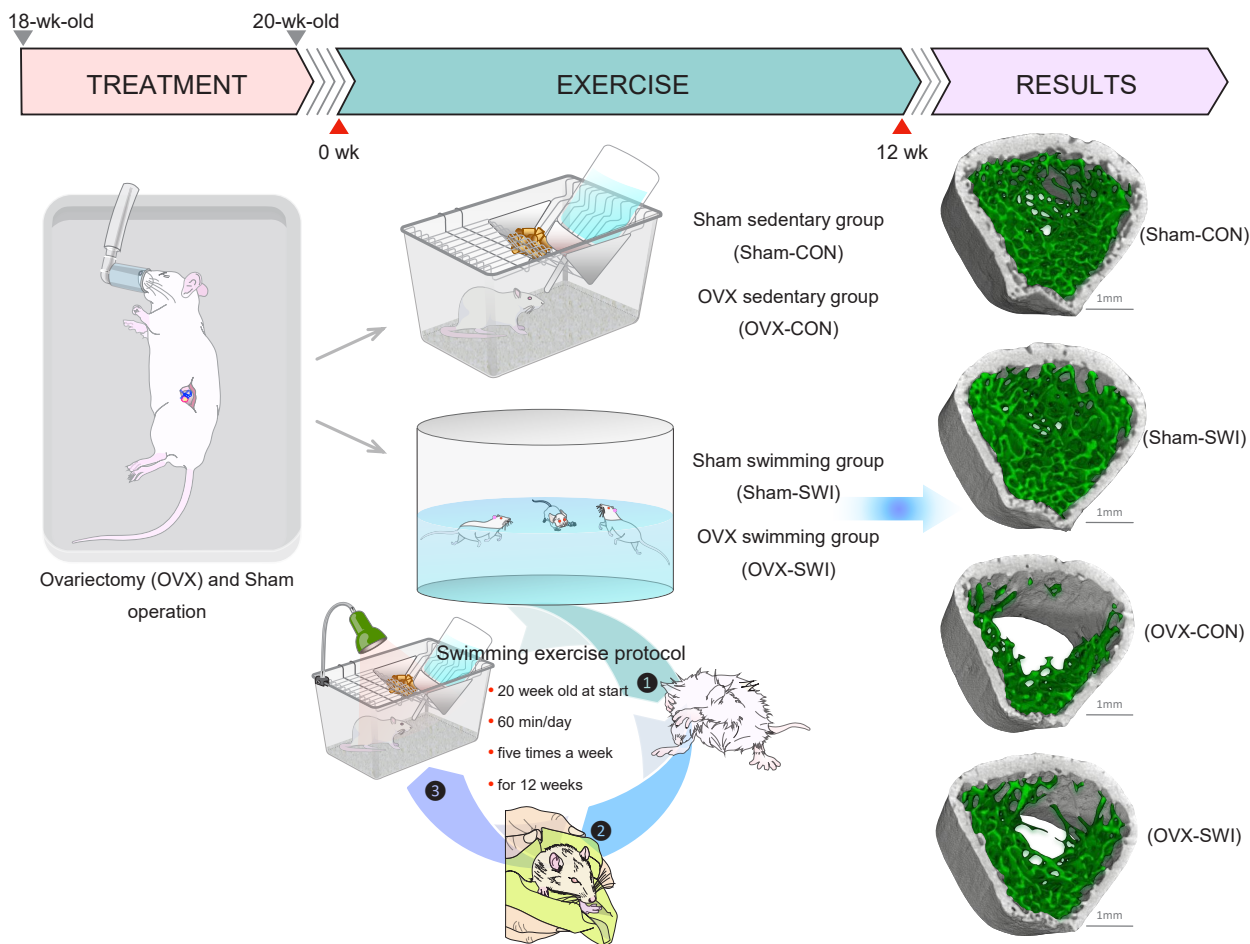 18-wk-old
20-wk-old
TREATMENT
EXERCISE
RESULTS
0 wk
12 wk
Sham sedentary group
(Sham-CON)
OVX sedentary group
(OVX-CON)
Sham swimming group
(Sham-SWI)
OVX swimming group
(OVX-SWI)
Ovariectomy (OVX) and Sham
operation
Swimming exercise protocol
• 20 week old at start
• 60 min/day
• five times a week
• for 12 weeks
1
2
3
(Sham-CON)
1mm
(Sham-SWI)
1mm
(OVX-CON)
1mm
(OVX-SWI)
1mm